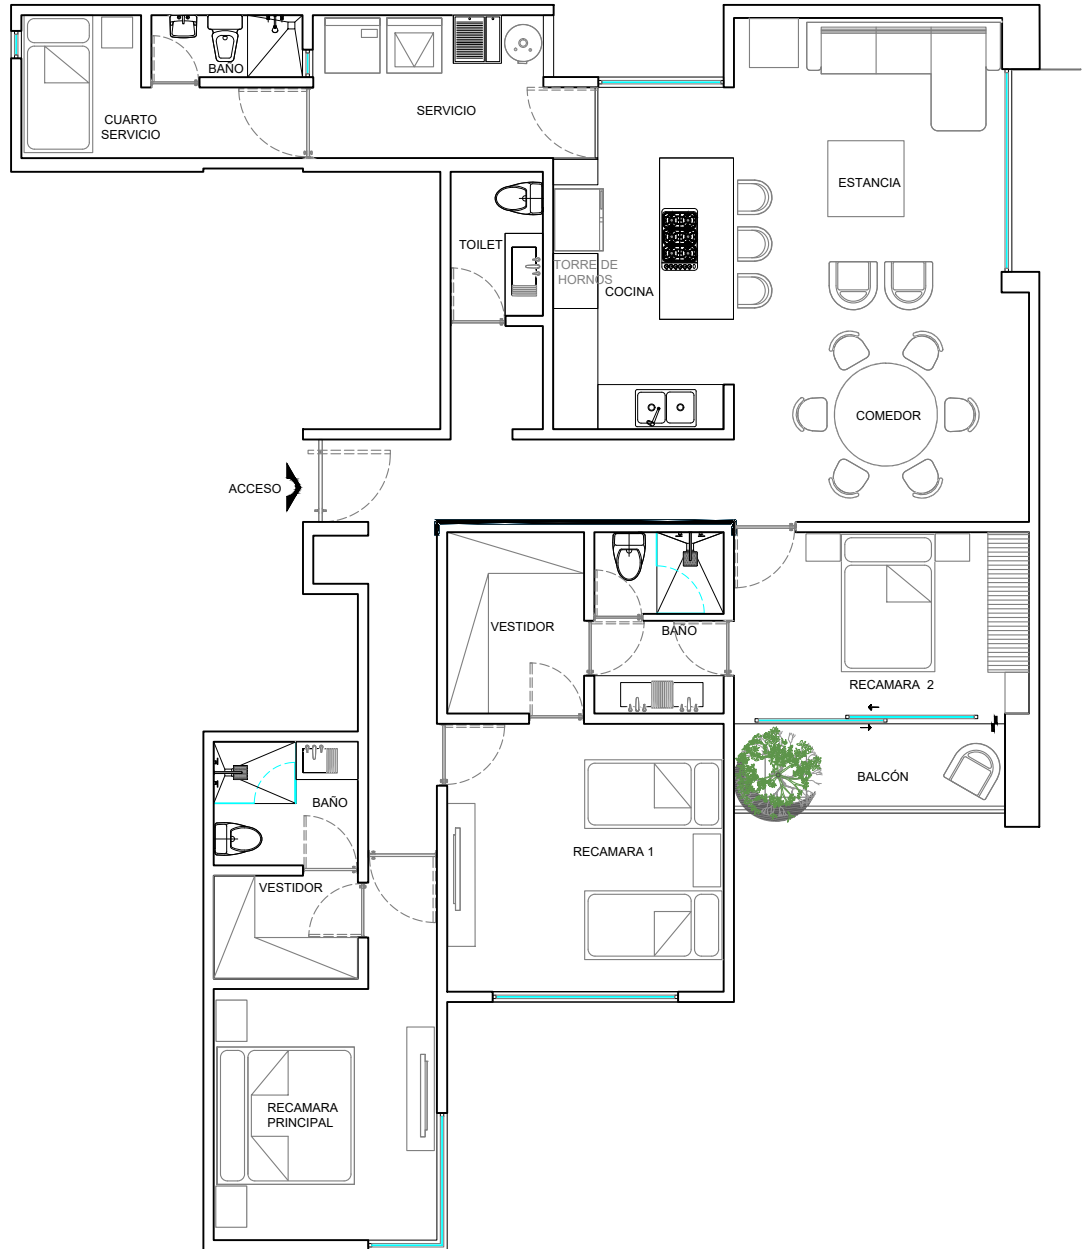 BAÑO
CUARTO
SERVICIO
SERVICIO
ESTANCIA
TOILET
TORRE DE
HORNOS
COCINA
COMEDOR
ACCESO
VESTIDOR
BAÑO
RECAMARA 2
BALCÓN
BAÑO
RECAMARA 1
VESTIDOR
RECAMARA
PRINCIPAL